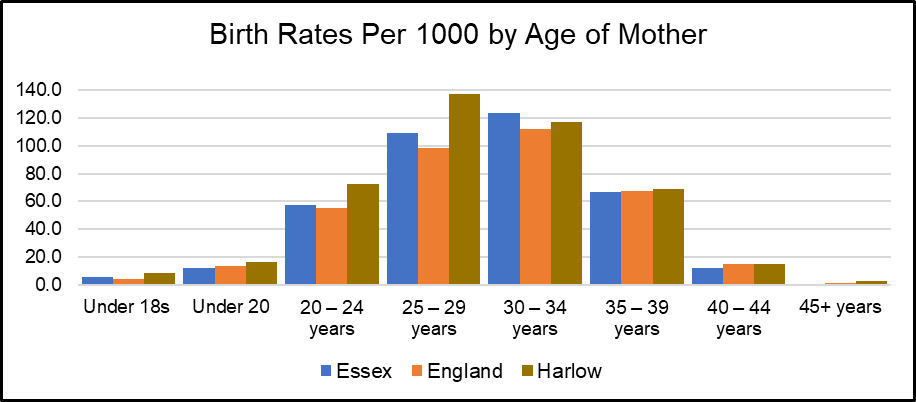 Birth Rates Per 1000 by Age of Mother
140.0
120.0
100.0
80.0
60.0
40.0
20.0
0.0
Under 18s
Under 20
20 – 24
years
25 – 29
years
30 – 34
years
35 – 39
years
40 – 44
years
45+ years
Essex
England
Harlow